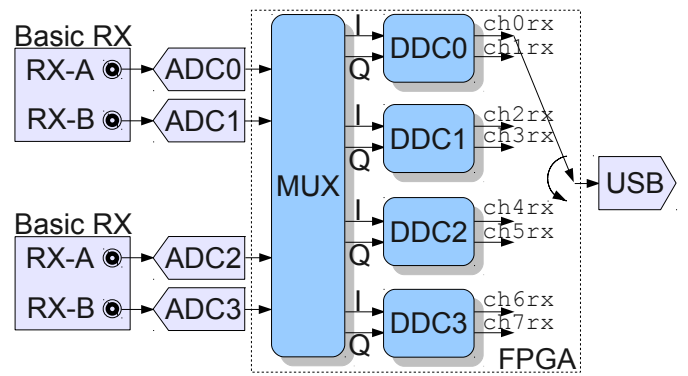 Basic RX
RX-A
RX-B
ADC0
ADC1
Basic RX
RX-A
RX-B
ADC2
ADC3
MUX
I
Q
DDC0
ch0rx
ch1rx
I
Q
DDC1
ch2rx
ch3rx
I
Q
DDC2
ch4rx
ch5rx
I
Q
DDC3
ch6rx
ch7rx
FPGA
USB